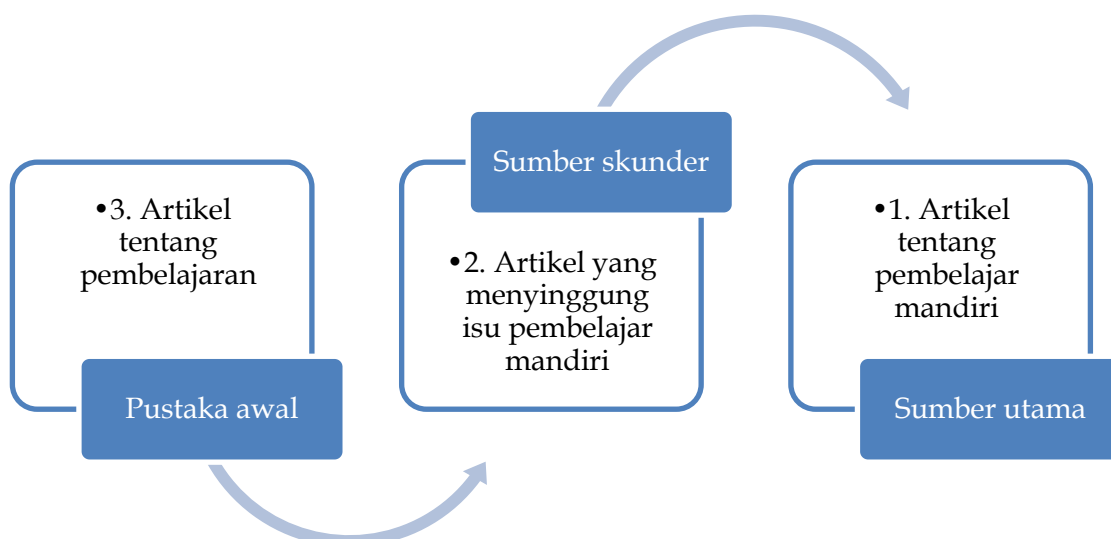 •3. Artikel
tentang
pembelajaran
Pustaka awal
Sumber skunder
•2. Artikel yang
menyinggung
isu pembelajar
mandiri
•1. Artikel
tentang
pembelajar
mandiri
Sumber utama